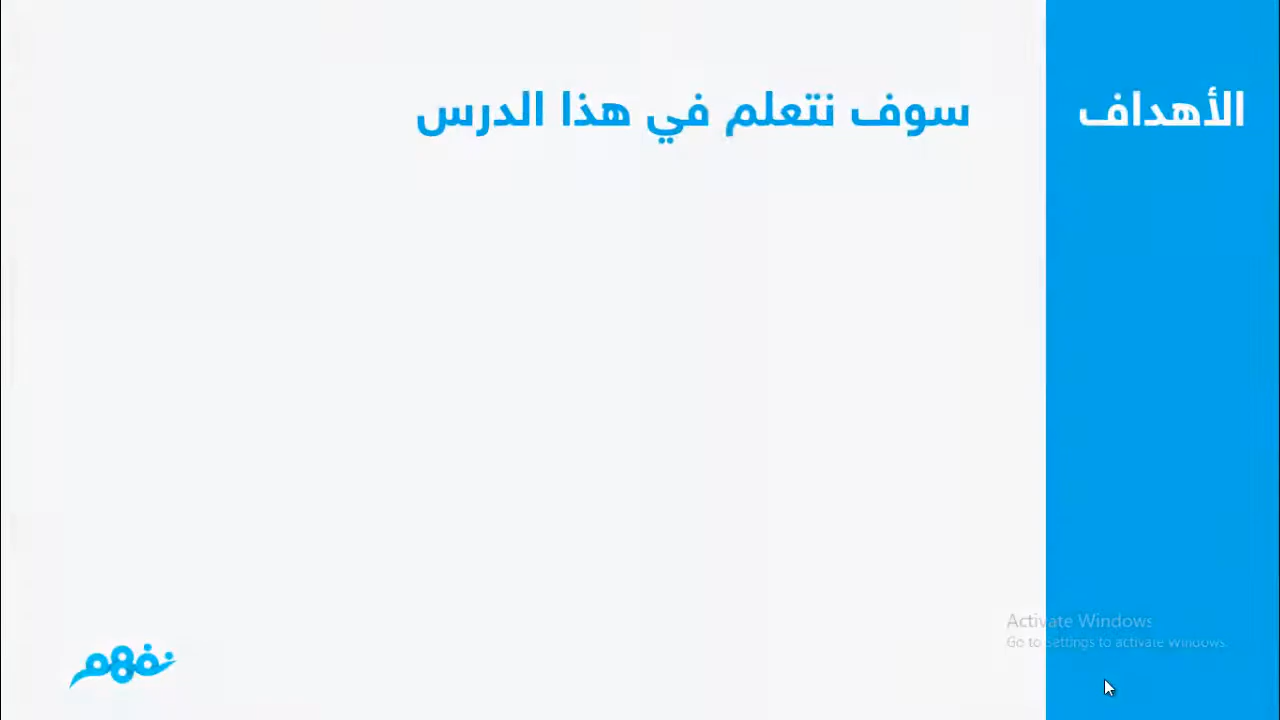 الأهداف
سوف نتعلم في هذا الدرس
Activate Windows
Go to Settings to activate Windows.
نفهم